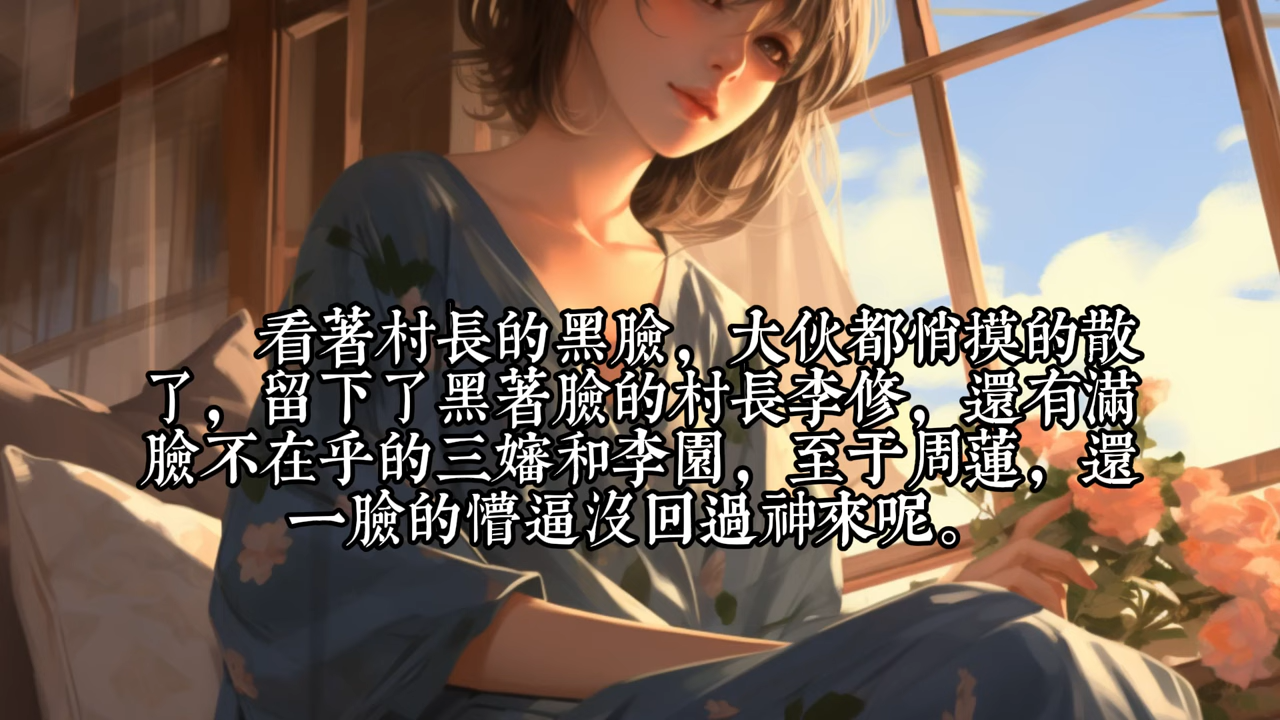 看著村長的黑臉，大伙都悄摸的散
了，留下了黑著臉的村長李修，還有滿
臉不在乎的三嬸和李園，至于周蓮，還
一臉的懵逼沒回過神來呢。